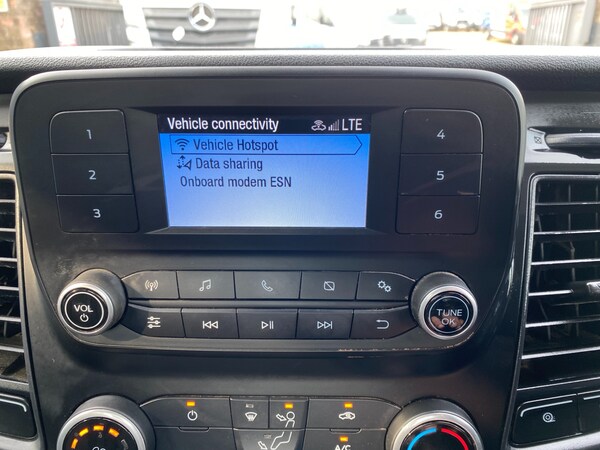 Vehicle connectivity LTE
Vehicle Hotspot
Data sharing
Onboard modem ESN
1
2
3
4
5
6
VOL
TUNE
OK
A/C